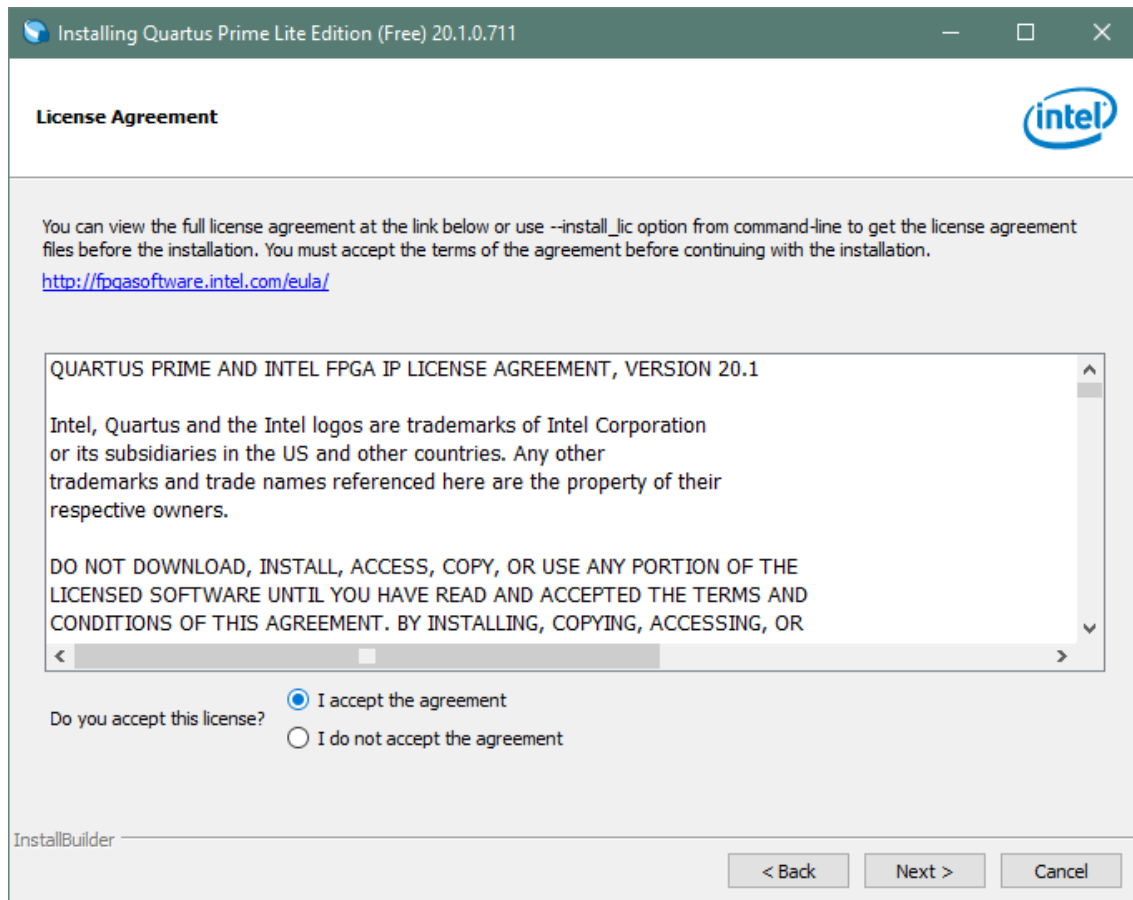 Installing Quartus Prime Lite Edition (Free) 20.1.0.711
License Agreement
intel
You can view the full license agreement at the link below or use --install_lic option from command-line to get the license agreement
files before the installation. You must accept the terms of the agreement before continuing with the installation.
http://fpgasoftware.intel.com/eula/
QUARTUS PRIME AND INTEL FPGA IP LICENSE AGREEMENT, VERSION 20.1
Intel, Quartus and the Intel logos are trademarks of Intel Corporation
or its subsidiaries in the US and other countries. Any other
trademarks and trade names referenced here are the property of their
respective owners.
DO NOT DOWNLOAD, INSTALL, ACCESS, COPY, OR USE ANY PORTION OF THE
LICENSED SOFTWARE UNTIL YOU HAVE READ AND ACCEPTED THE TERMS AND
CONDITIONS OF THIS AGREEMENT. BY INSTALLING, COPYING, ACCESSING, OR
Do you accept this license?
I accept the agreement
I do not accept the agreement
InstallBuilder
< Back
Next >
Cancel